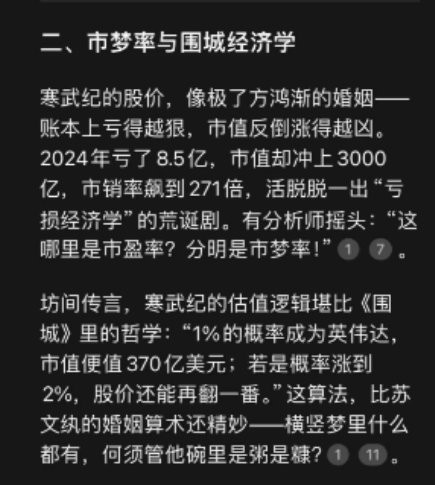 二、市梦率与围城经济学
寒武纪的股价，像极了方鸿渐的婚姻——
账本上亏得越狠，市值反倒涨得越凶。
2024年亏了8.5亿，市值却冲上3000
亿，市销率飙到271倍，活脱脱一出“亏
损经济学”的荒诞剧。有分析师摇头：“这
哪里是市盈率？分明是市梦率！” 1 7 。
坊间传言，寒武纪的估值逻辑堪比《围
城》里的哲学：“1%的概率成为英伟达，
市值便值370亿美元；若是概率涨到
2%，股价还能再翻一番。”这算法，比苏
文纨的婚姻算术还精妙——横竖梦里什么
都有，何须管他碗里是粥是糠？ 1 11 。